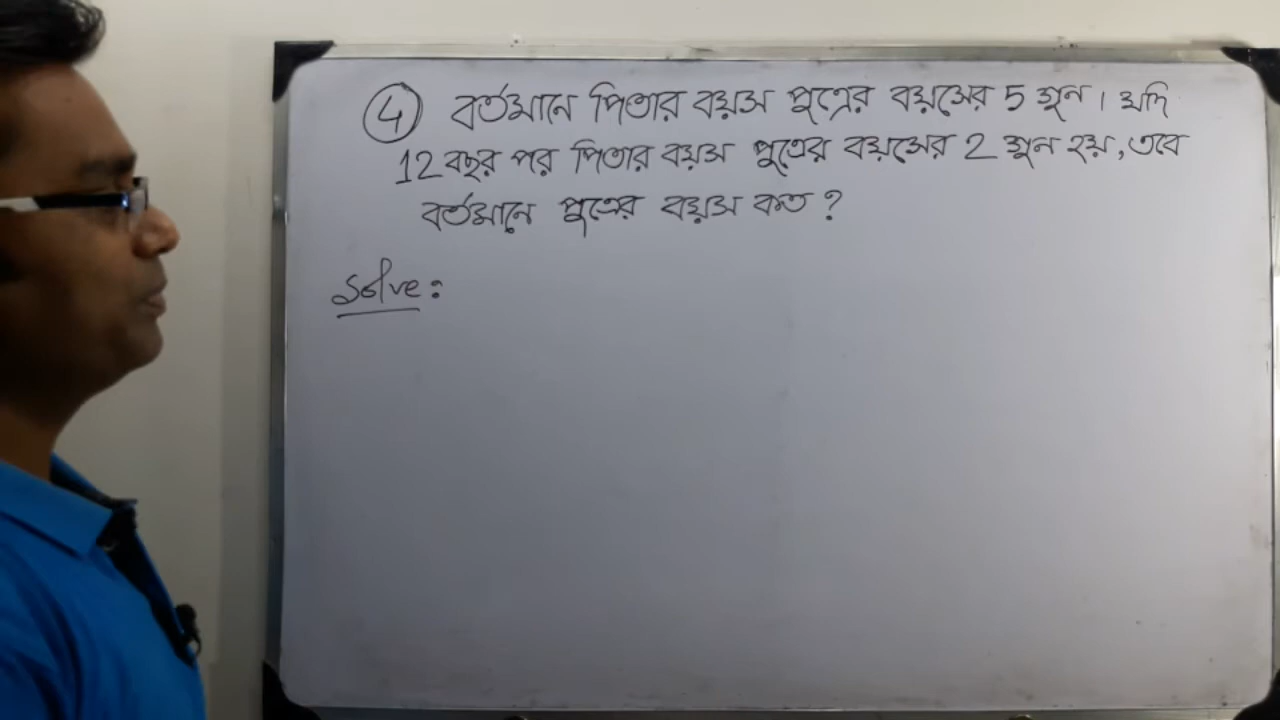 4 বর্তমানে পিতার বয়স পুত্রের বয়সের 5 গুন। যদি
12 বছর পর পিতার বয়স পুত্রের বয়সের 2 গুন হয়, তবে
বর্তমানে পুত্রের বয়স কত?
Solve: